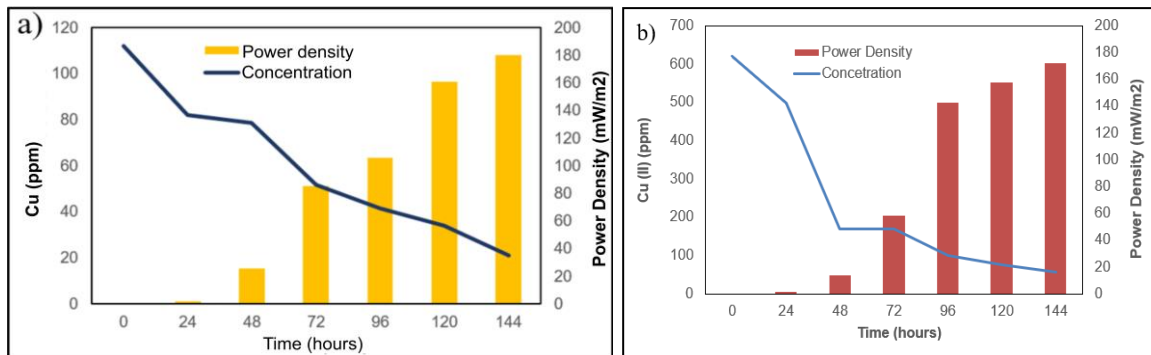 a)
120
100
80
60
40
20
0
Cu (ppm)
Power density
Concentration
200
180
160
140
120
100
80
60
40
20
0
Power Density (mW/m2)
0 24 48 72 96 120 144
Time (hours)
b)
700
600
500
400
300
200
100
0
Cu (II) (ppm)
Power Density
Concetration
200
180
160
140
120
100
80
60
40
20
0
Power Density (mW/m2)
0 24 48 72 96 120 144
Time (hours)